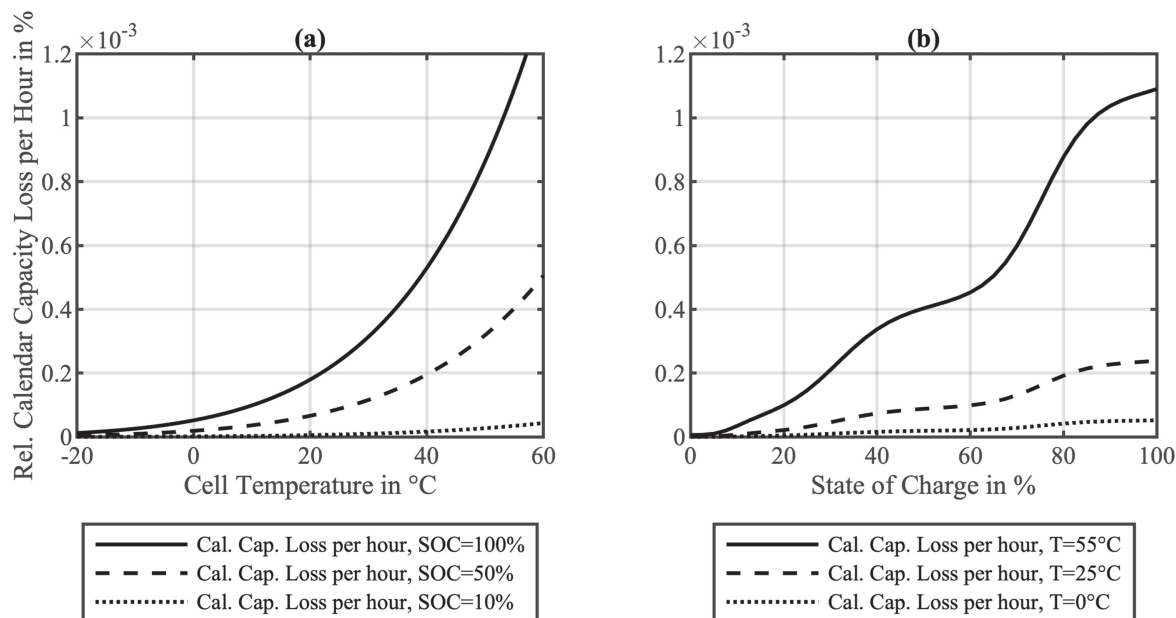 (a)
×10⁻³
Rel. Calendar Capacity Loss per Hour in %
1.2
1
0.8
0.6
0.4
0.2
0
-20
0
20
40
60
Cell Temperature in °C
Cal. Cap. Loss per hour, SOC=100%
Cal. Cap. Loss per hour, SOC=50%
Cal. Cap. Loss per hour, SOC=10%
(b)
×10⁻³
1.2
1
0.8
0.6
0.4
0.2
0
0
20
40
60
80
100
State of Charge in %
Cal. Cap. Loss per hour, T=55°C
Cal. Cap. Loss per hour, T=25°C
Cal. Cap. Loss per hour, T=0°C